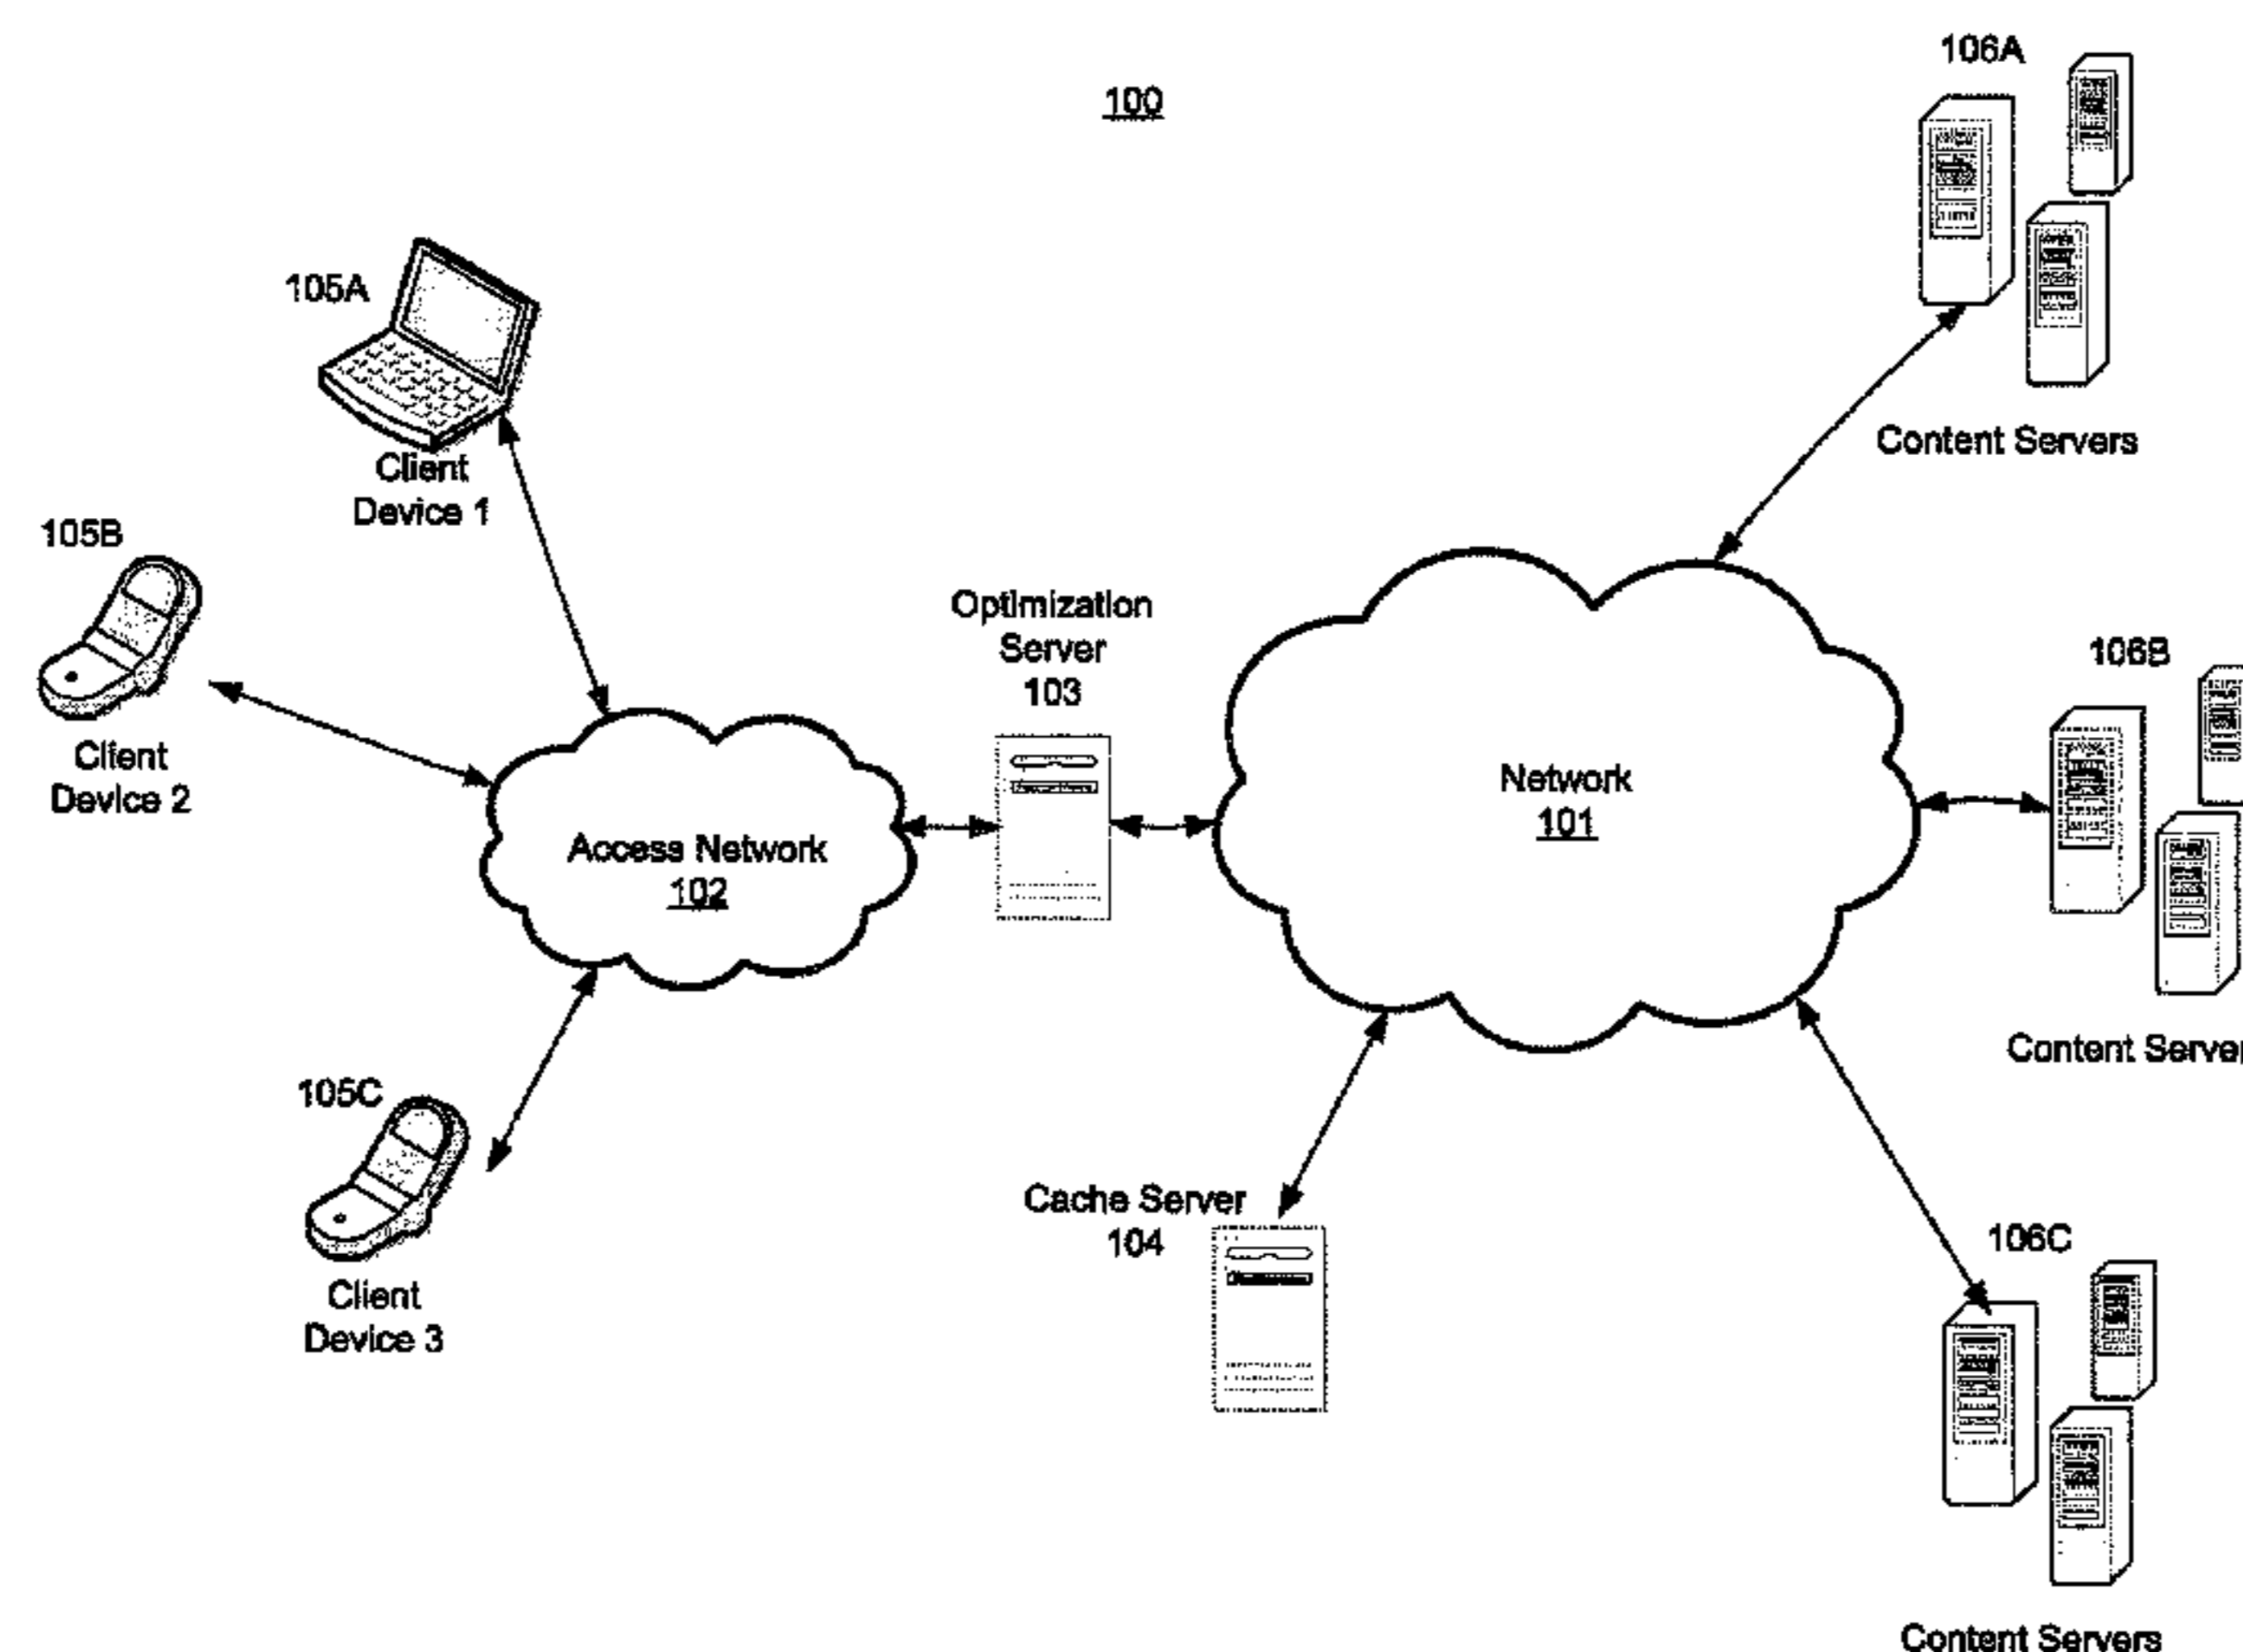 100
106A
Content Servers
105A
Client
Device 1
105B
Client
Device 2
Optimization
Server
103
Access Network
102
Network
101
106B
Content Server
105C
Client
Device 3
Cache Server
104
106C
Content Servers